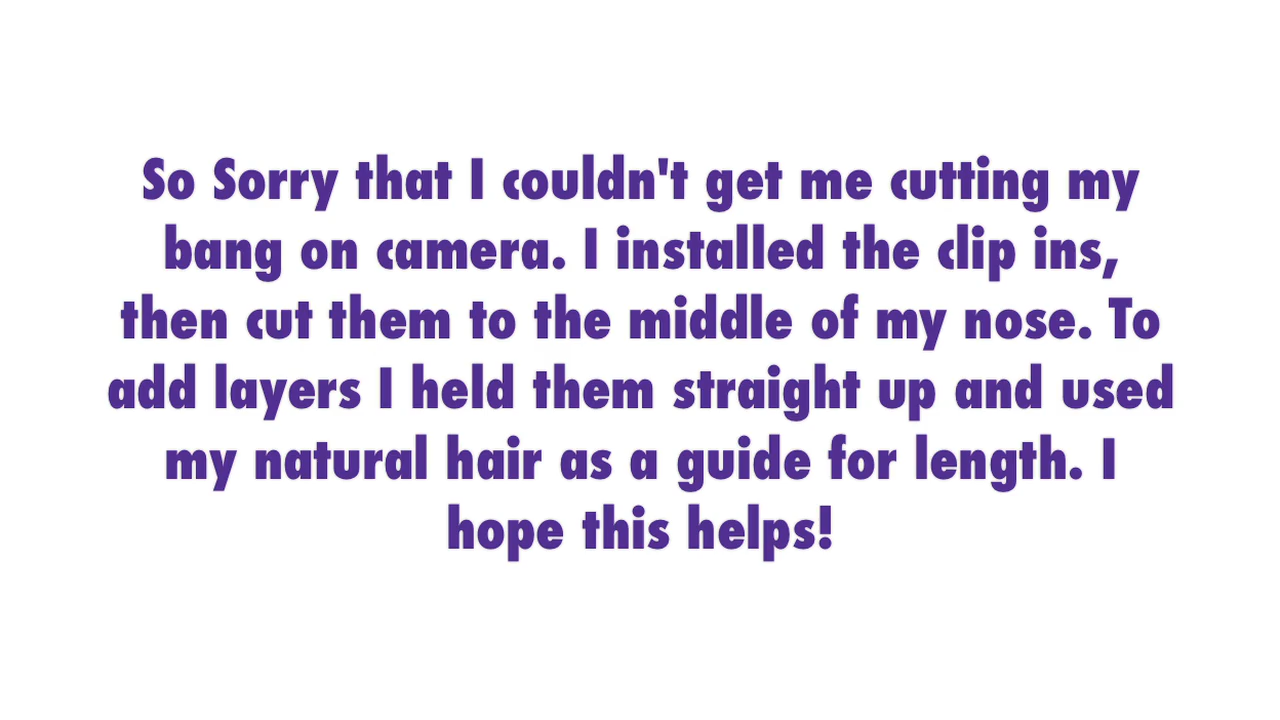 So Sorry that I couldn't get me cutting my
bang on camera. I installed the clip ins,
then cut them to the middle of my nose. To
add layers I held them straight up and used
my natural hair as a guide for length. I
hope this helps!